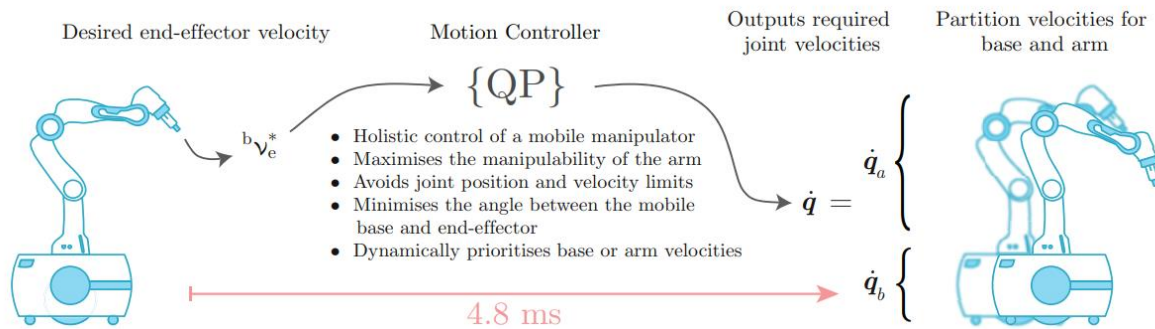 Desired end-effector velocity
ᵇ𝛎ₑ*
Motion Controller
{QP}
● Holistic control of a mobile manipulator
● Maximises the manipulability of the arm
● Avoids joint position and velocity limits
● Minimises the angle between the mobile
base and end-effector
● Dynamically prioritises base or arm velocities
4.8 ms
Outputs required
joint velocities
q̇ =
q̇ₐ {
q̇_b {
Partition velocities for
base and arm